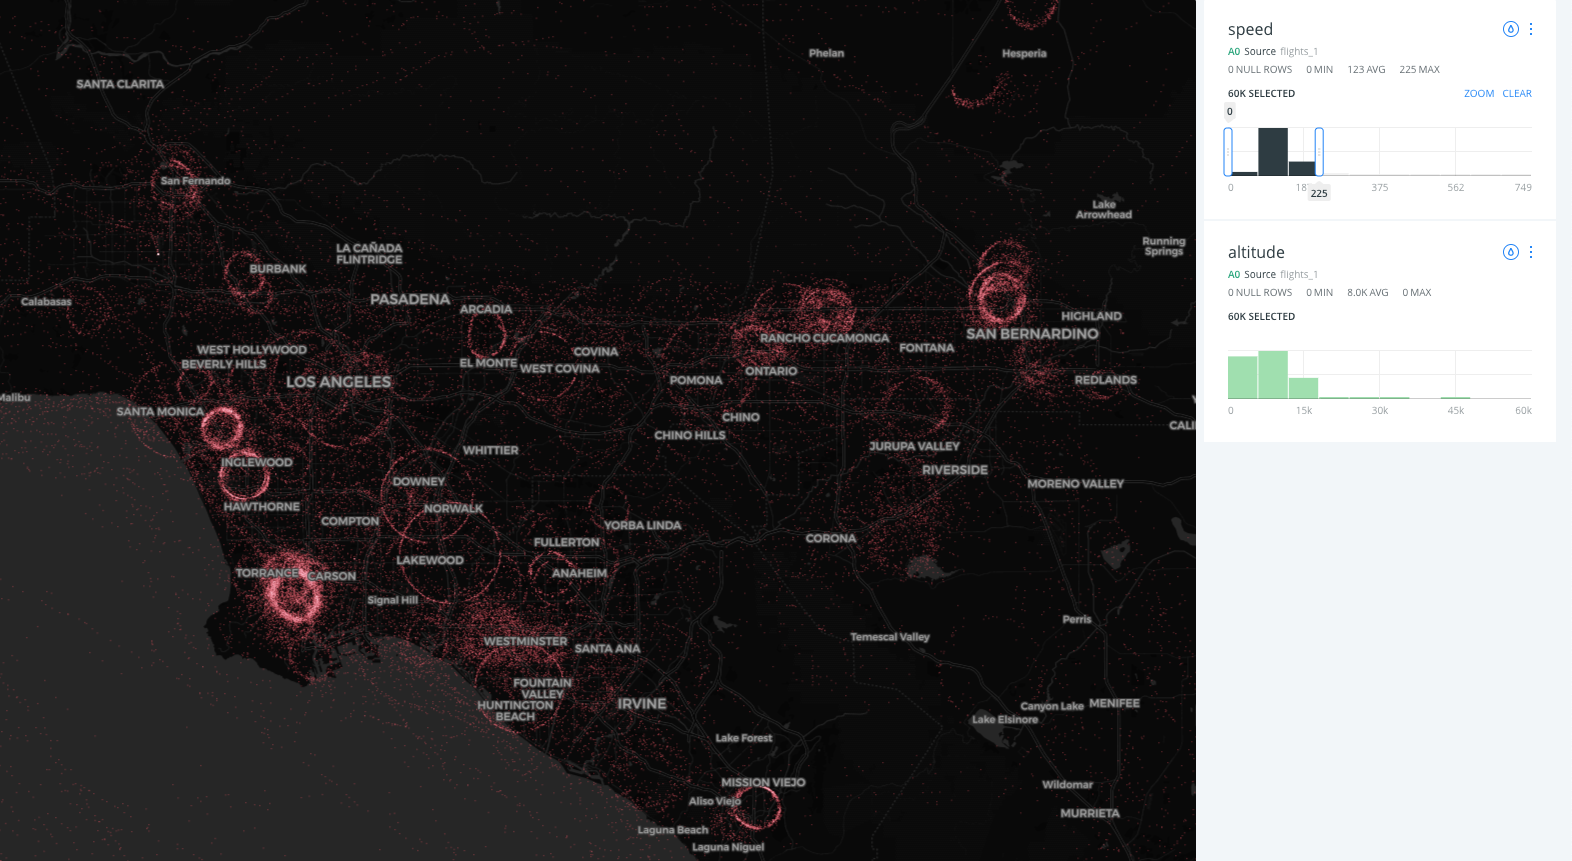 Phelan
Hesperia
SANTA CLARITA
San Fernando
Lake
Arrowhead
Running
Springs
LA CAÑADA
FLINTRIDGE
BURBANK
Calabasas
PASADENA
ARCADIA
HIGHLAND
SAN BERNARDINO
RANCHO CUCAMONGA
FONTANA
WEST HOLLYWOOD
BEVERLY HILLS
COVINA
EL MONTE
WEST COVINA
ONTARIO
POMONA
REDLANDS
LOS ANGELES
Malibu
SANTA MONICA
CHINO
CHINO HILLS
Y
CALI
JURUPA VALLEY
WHITTIER
INGLEWOOD
RIVERSIDE
DOWNEY
MORENO VALLEY
HAWTHORNE
NORWALK
COMPTON
YORBA LINDA
CORONA
FULLERTON
LAKEWOOD
TORRANCE
CARSON
ANAHEIM
Signal Hill
Perris
WESTMINSTER
SANTA ANA
Temescal Valley
FOUNTAIN
VALLEY
HUNTINGTON
BEACH
IRVINE
Canyon Lake
MENIFEE
Lake Elsinore
Lake Forest
MISSION VIEJO
Wildomar
Aliso Viejo
MURRIETA
Laguna Beach
Laguna Niguel
speed
A0 Source flights_1
0 NULL ROWS 0 MIN 123 AVG 225 MAX
60K SELECTED ZOOM CLEAR
0
0 18 375 562 749
225
altitude
A0 Source flights_1
0 NULL ROWS 0 MIN 8.0K AVG 0 MAX
60K SELECTED
0 15k 30k 45k 60k